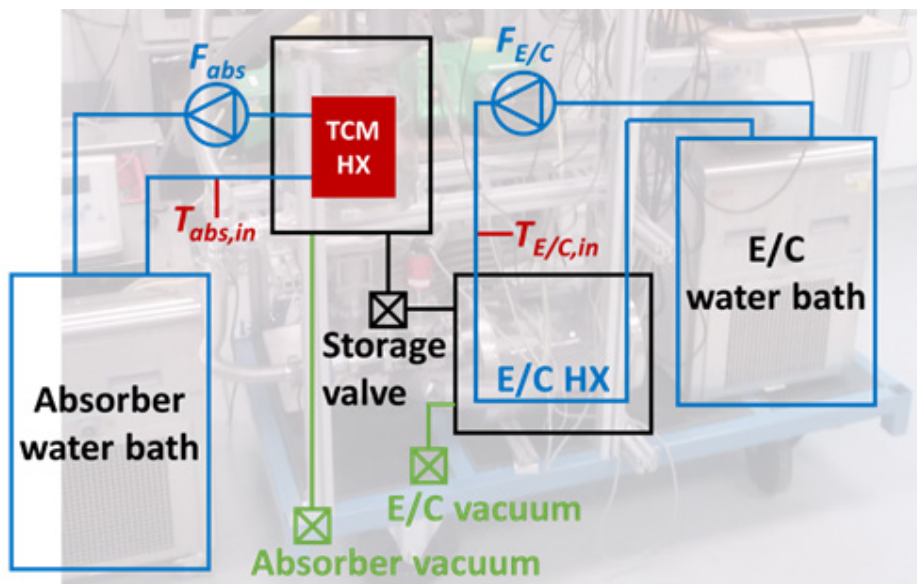 F_abs
F_E/C
TCM
HX
T_abs,in
T_E/C,in
E/C
water bath
Storage
valve
E/C HX
Absorber
water bath
E/C vacuum
Absorber vacuum